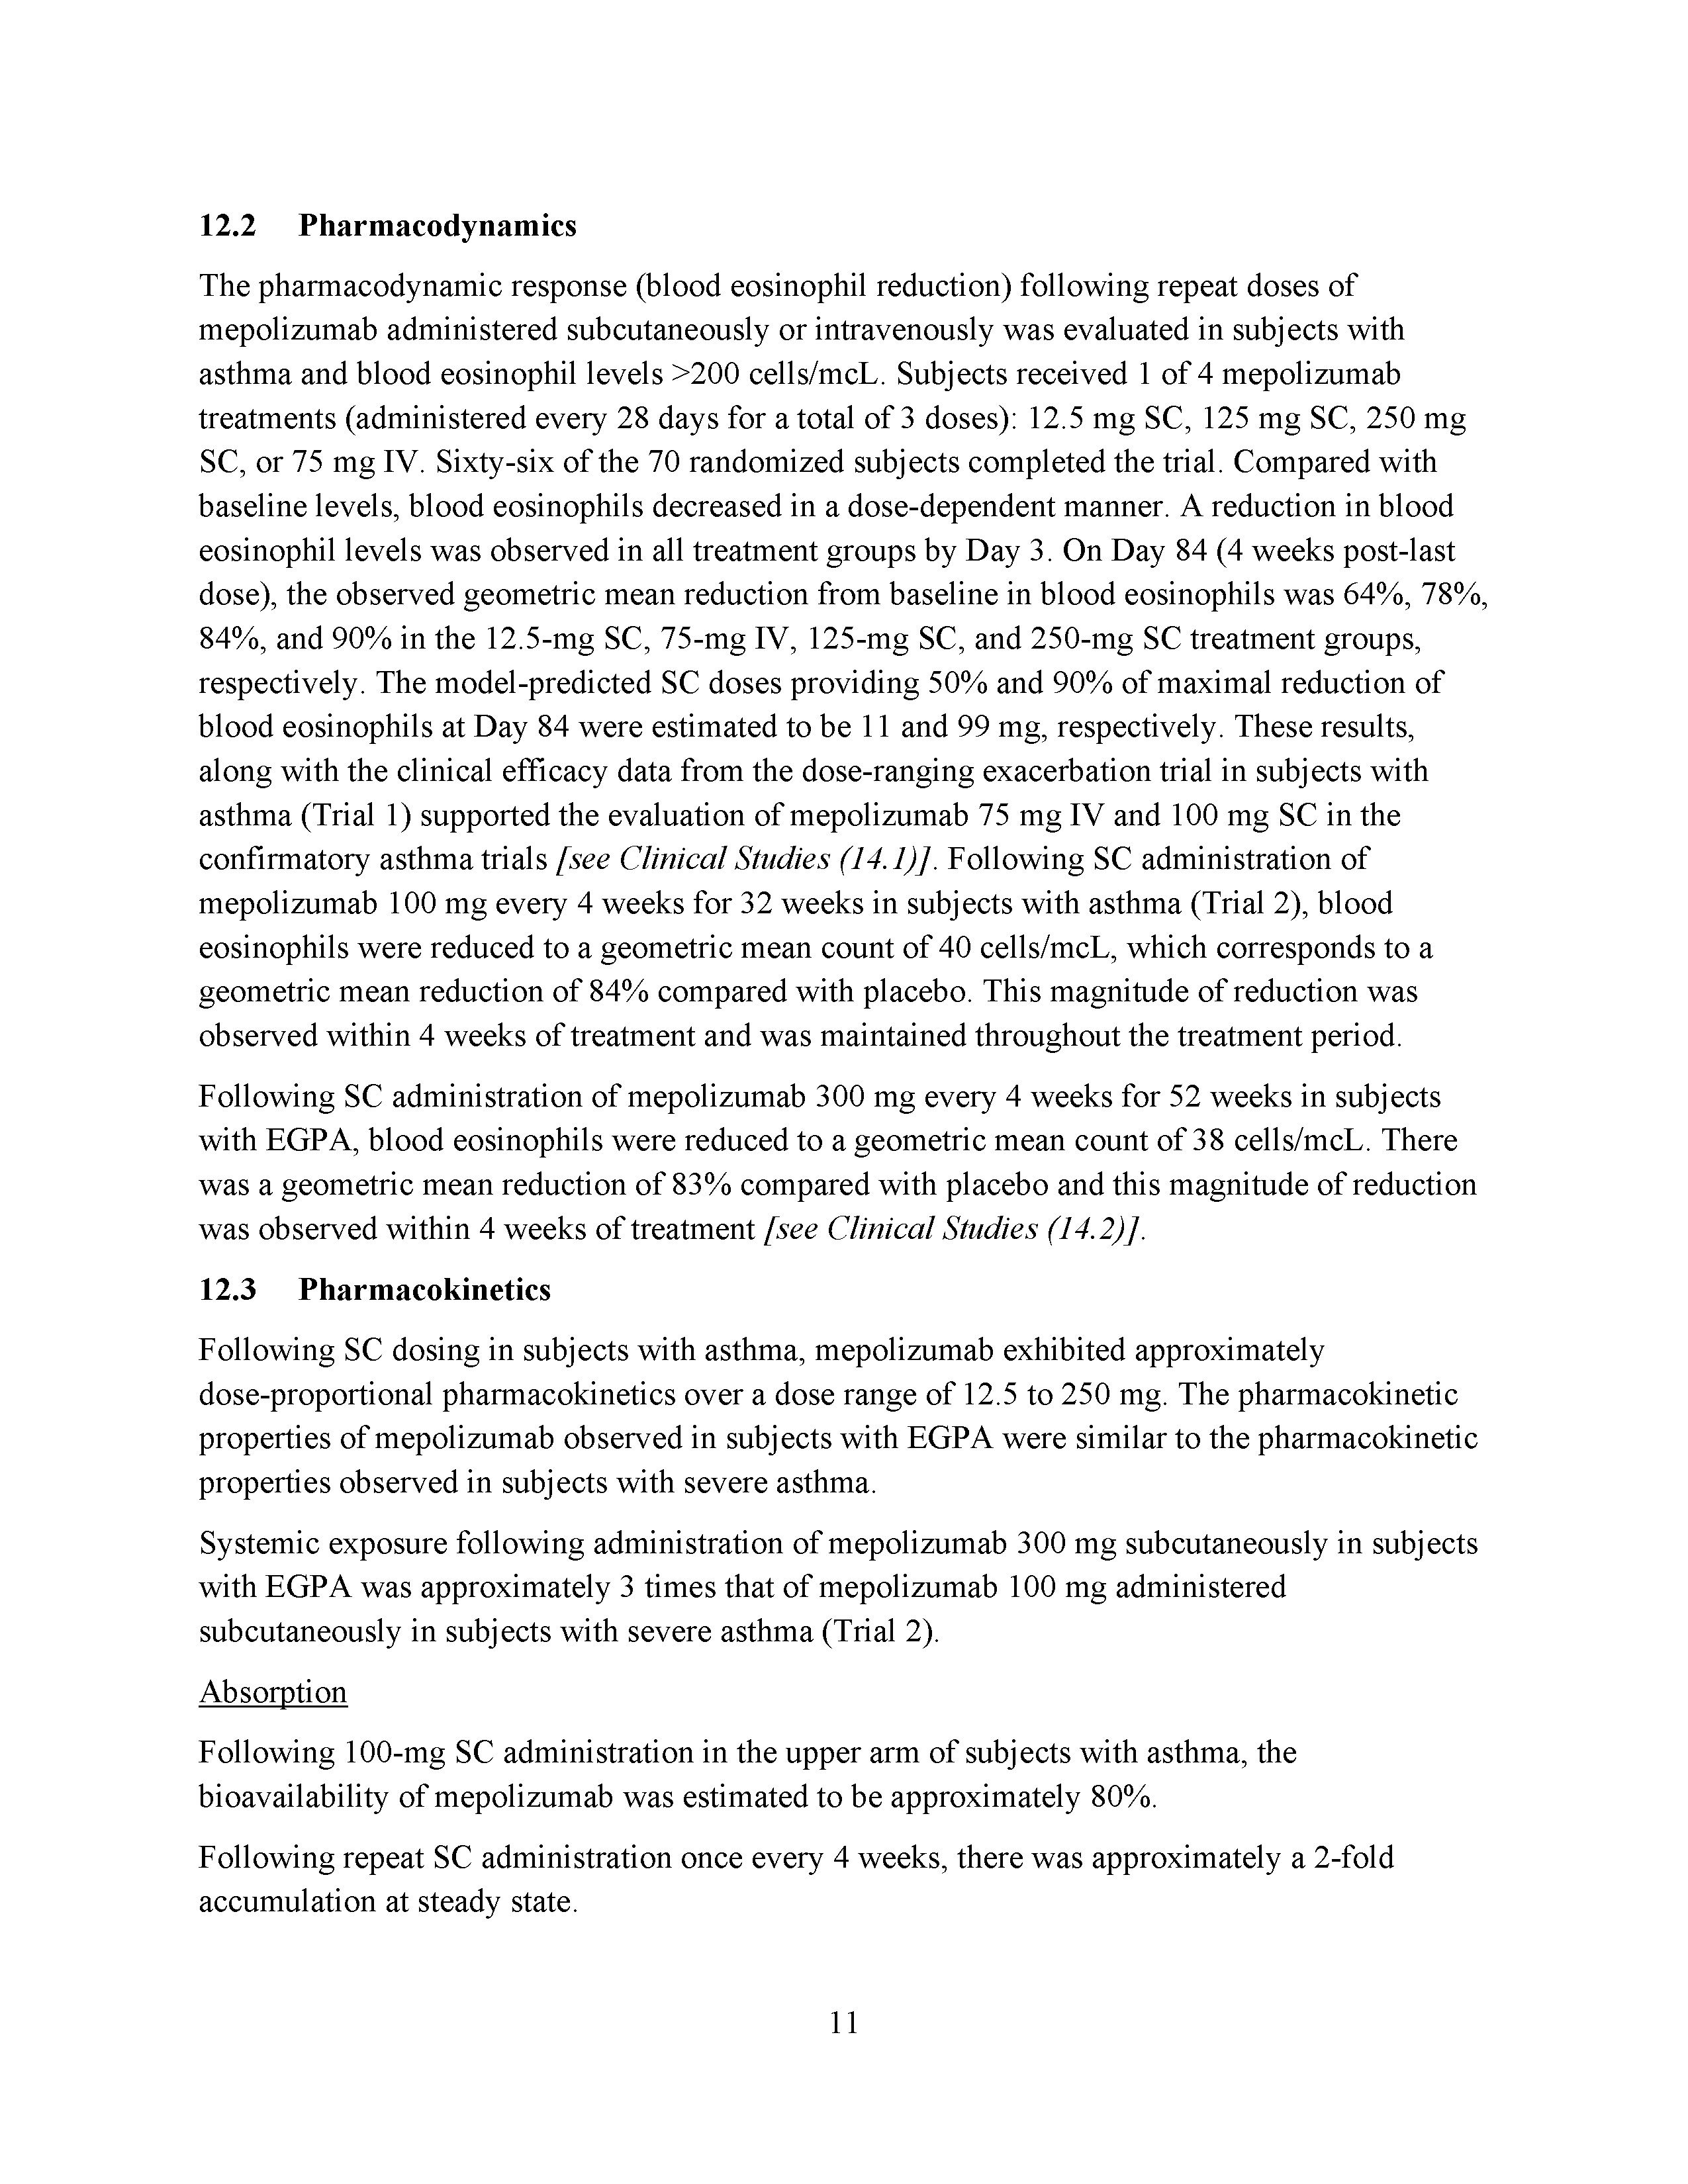 12.2 Pharmacodynamics
The pharmacodynamic response (blood eosinophil reduction) following repeat doses of
mepolizumab administered subcutaneously or intravenously was evaluated in subjects with
asthma and blood eosinophil levels >200 cells/mcL. Subjects received 1 of 4 mepolizumab
treatments (administered every 28 days for a total of 3 doses): 12.5 mg SC, 125 mg SC, 250 mg
SC, or 75 mg IV. Sixty-six of the 70 randomized subjects completed the trial. Compared with
baseline levels, blood eosinophils decreased in a dose-dependent manner. A reduction in blood
eosinophil levels was observed in all treatment groups by Day 3. On Day 84 (4 weeks post-last
dose), the observed geometric mean reduction from baseline in blood eosinophils was 64%, 78%,
84%, and 90% in the 12.5-mg SC, 75-mg IV, 125-mg SC, and 250-mg SC treatment groups,
respectively. The model-predicted SC doses providing 50% and 90% of maximal reduction of
blood eosinophils at Day 84 were estimated to be 11 and 99 mg, respectively. These results,
along with the clinical efficacy data from the dose-ranging exacerbation trial in subjects with
asthma (Trial 1) supported the evaluation of mepolizumab 75 mg IV and 100 mg SC in the
confirmatory asthma trials [see Clinical Studies (14.1)]. Following SC administration of
mepolizumab 100 mg every 4 weeks for 32 weeks in subjects with asthma (Trial 2), blood
eosinophils were reduced to a geometric mean count of 40 cells/mcL, which corresponds to a
geometric mean reduction of 84% compared with placebo. This magnitude of reduction was
observed within 4 weeks of treatment and was maintained throughout the treatment period.
Following SC administration of mepolizumab 300 mg every 4 weeks for 52 weeks in subjects
with EGPA, blood eosinophils were reduced to a geometric mean count of 38 cells/mcL. There
was a geometric mean reduction of 83% compared with placebo and this magnitude of reduction
was observed within 4 weeks of treatment [see Clinical Studies (14.2)].
12.3 Pharmacokinetics
Following SC dosing in subjects with asthma, mepolizumab exhibited approximately
dose-proportional pharmacokinetics over a dose range of 12.5 to 250 mg. The pharmacokinetic
properties of mepolizumab observed in subjects with EGPA were similar to the pharmacokinetic
properties observed in subjects with severe asthma.
Systemic exposure following administration of mepolizumab 300 mg subcutaneously in subjects
with EGPA was approximately 3 times that of mepolizumab 100 mg administered
subcutaneously in subjects with severe asthma (Trial 2).
Absorption
Following 100-mg SC administration in the upper arm of subjects with asthma, the
bioavailability of mepolizumab was estimated to be approximately 80%.
Following repeat SC administration once every 4 weeks, there was approximately a 2-fold
accumulation at steady state.
11